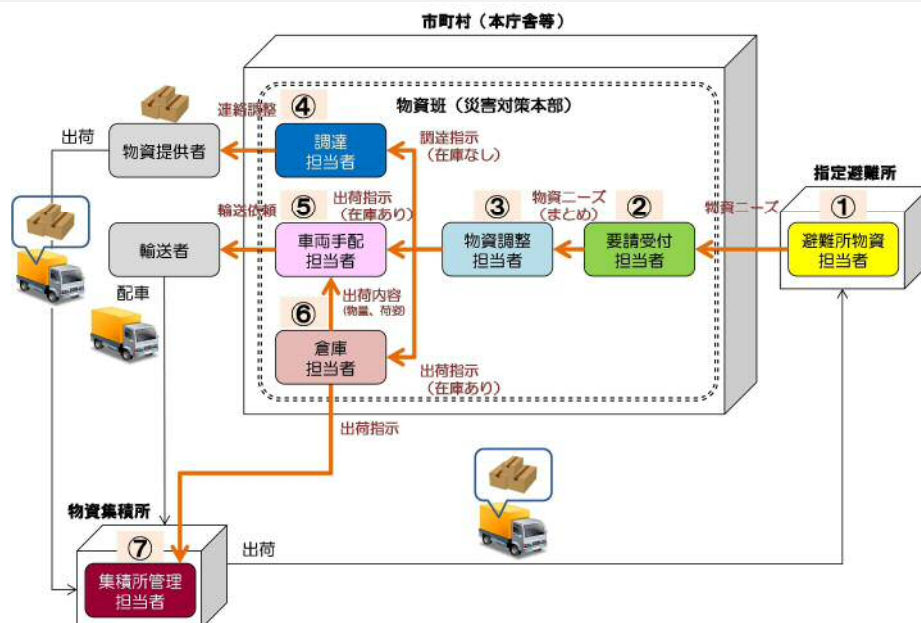 市町村（本庁舎等）
物資班（災害対策本部）
連絡調整
④
調達
担当者
調達指示
（在庫なし）
出荷
物資提供者
指定避難所
輸送依頼
⑤
出荷指示
（在庫あり）
車両手配
担当者
③
物資調整
担当者
物資ニーズ
（まとめ）
②
要請受付
担当者
物資ニーズ
①
避難所物資
担当者
輸送者
配車
出荷内容
(物量、荷姿)
⑥
倉庫
担当者
出荷指示
（在庫あり）
出荷指示
物資集積所
⑦
集積所管理
担当者
出荷